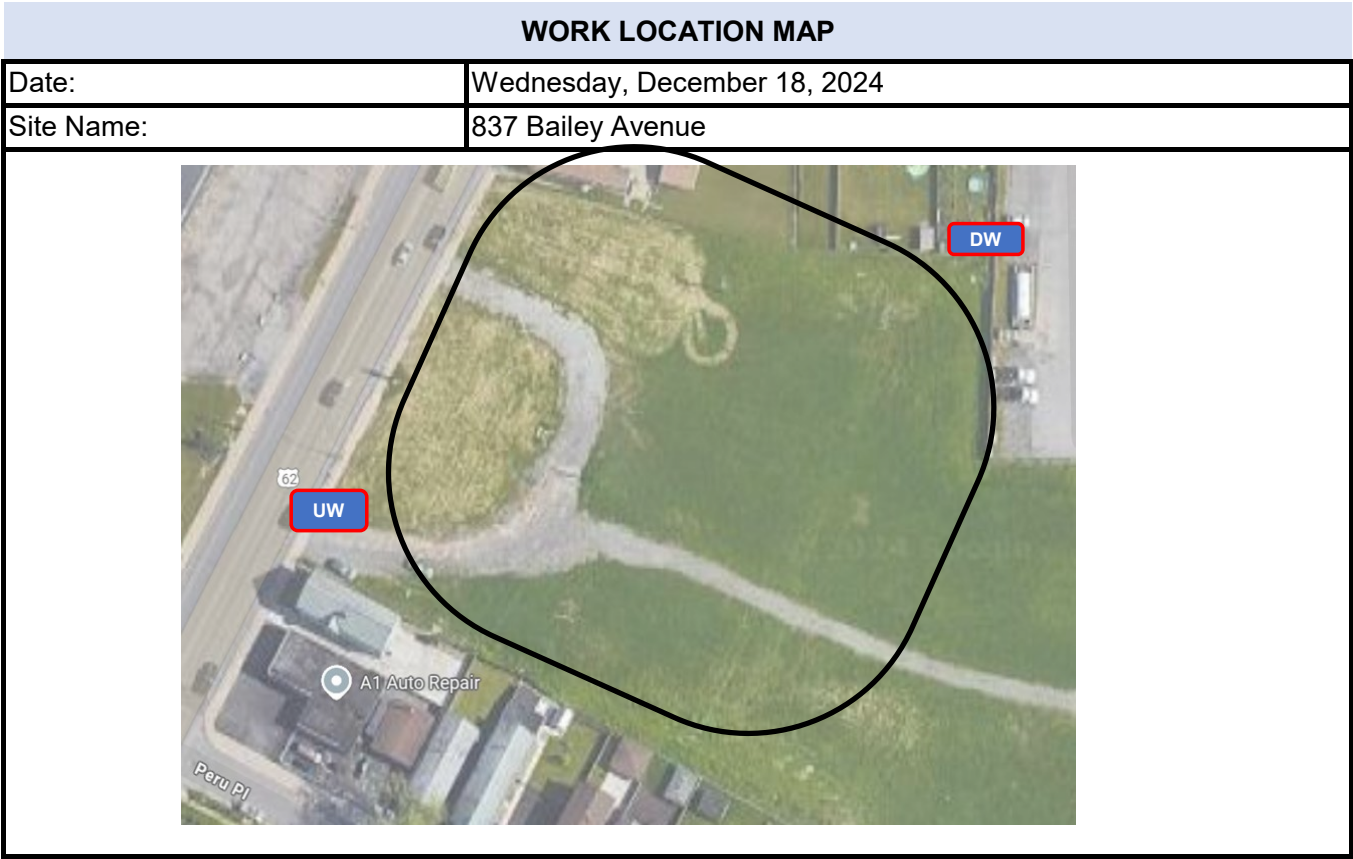 WORK LOCATION MAP
Date: Wednesday, December 18, 2024
Site Name: 837 Bailey Avenue
DW
62
UW
A1 Auto Repair
Peru Pl